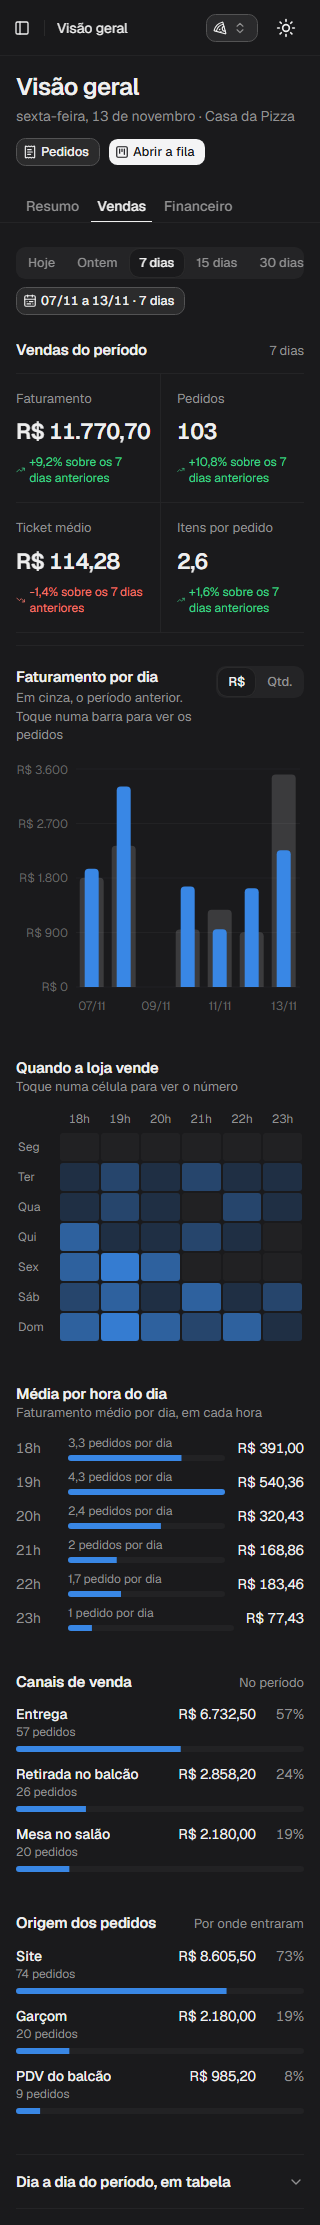 Visão geral
Visão geral
sexta-feira, 13 de novembro · Casa da Pizza
Pedidos
Abrir a fila
Resumo
Vendas
Financeiro
Hoje
Ontem
7 dias
15 dias
30 dias
07/11 a 13/11 · 7 dias
Vendas do período
7 dias
Faturamento
R$ 11.770,70
+9,2% sobre os 7
dias anteriores
Pedidos
103
+10,8% sobre os 7
dias anteriores
Ticket médio
R$ 114,28
-1,4% sobre os 7 dias
anteriores
Itens por pedido
2,6
+1,6% sobre os 7
dias anteriores
Faturamento por dia
Em cinza, o período anterior.
Toque numa barra para ver os
pedidos
R$
Qtd.
R$ 3.600
R$ 2.700
R$ 1.800
R$ 900
R$ 0
07/11
09/11
11/11
13/11
Quando a loja vende
Toque numa célula para ver o número
18h
19h
20h
21h
22h
23h
Seg
Ter
Qua
Qui
Sex
Sáb
Dom
Média por hora do dia
Faturamento médio por dia, em cada hora
18h
3,3 pedidos por dia
R$ 391,00
19h
4,3 pedidos por dia
R$ 540,36
20h
2,4 pedidos por dia
R$ 320,43
21h
2 pedidos por dia
R$ 168,86
22h
1,7 pedido por dia
R$ 183,46
23h
1 pedido por dia
R$ 77,43
Canais de venda
No período
Entrega
R$ 6.732,50
57%
57 pedidos
Retirada no balcão
R$ 2.858,20
24%
26 pedidos
Mesa no salão
R$ 2.180,00
19%
20 pedidos
Origem dos pedidos
Por onde entraram
Site
R$ 8.605,50
73%
74 pedidos
Garçom
R$ 2.180,00
19%
20 pedidos
PDV do balcão
R$ 985,20
8%
9 pedidos
Dia a dia do período, em tabela